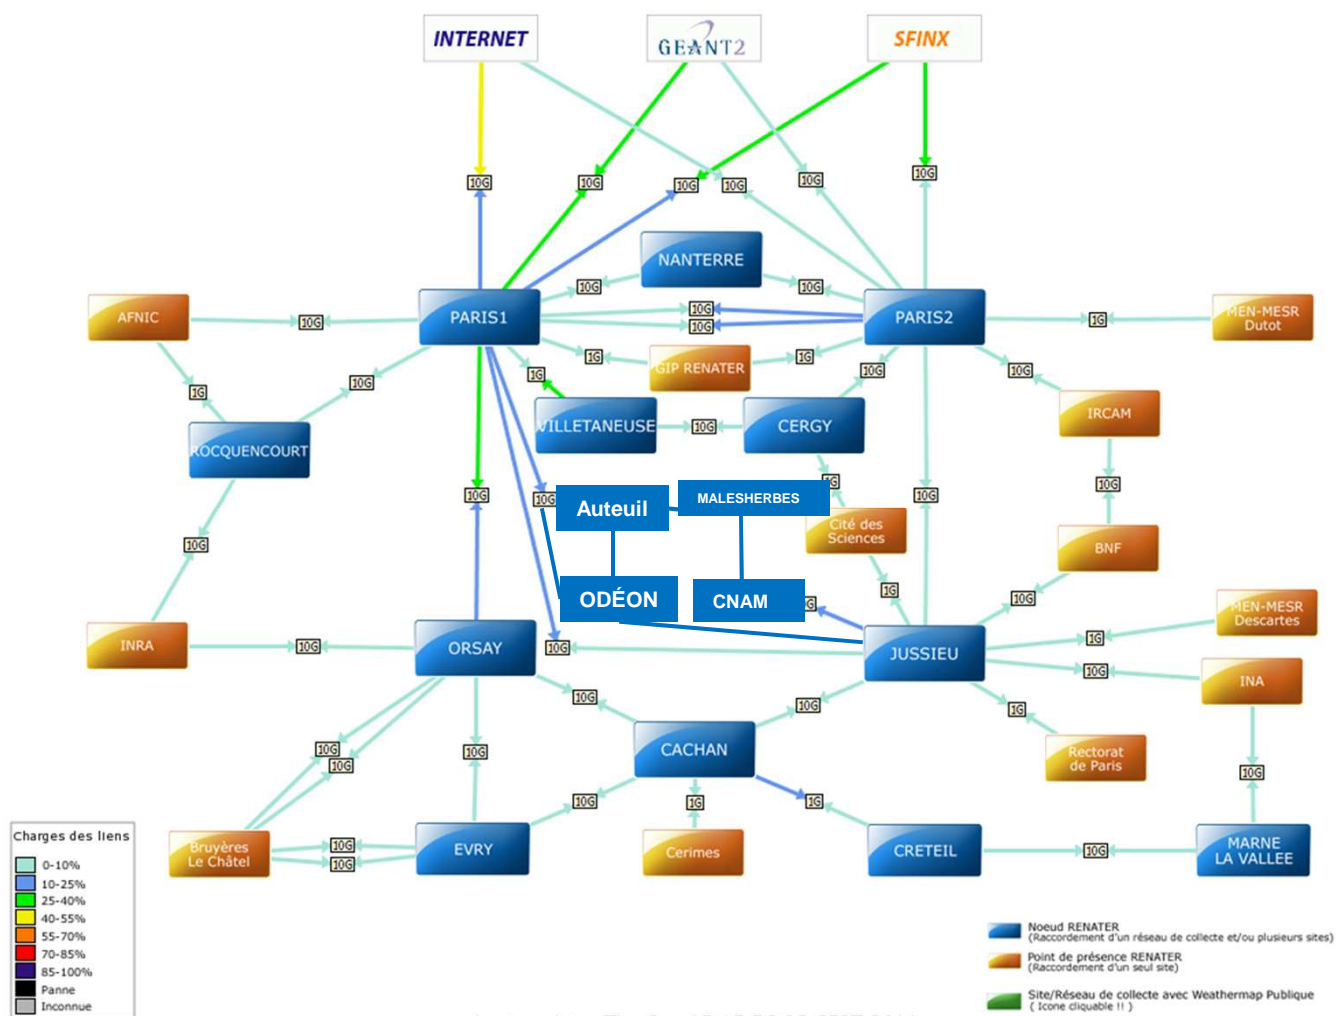 INTERNET
GEANT2
SFINX
10G
10G
10G
10G
10G
10G
NANTERRE
10G
10G
AFNIC
10G
PARIS1
10G
10G
PARIS2
1G
MEN-MESR
Dutot
1G
GIP RENATER
1G
1G
10G
1G
10G
10G
IRCAM
ROCQUENCOURT
VILLETANEUSE
10G
CERGY
10G
10G
10G
Auteuil
MALESHERBES
1G
10G
10G
Cité des
Sciences
BNF
1G
10G
ODÉON
CNAM
MEN-MESR
Descartes
INRA
10G
ORSAY
10G
JUSSIEU
1G
10G
INA
10G
10G
1G
10G
10G
10G
CACHAN
Rectorat
de Paris
10G
10G
1G
1G
Bruyères
Le Châtel
10G
10G
EVRY
Cerimes
CRETEIL
10G
MARNE
LA VALLEE
Charges des liens
0-10%
10-25%
25-40%
40-55%
55-70%
70-85%
85-100%
Panne
Inconnue
Noeud RENATER
(Raccordement d'un réseau de collecte et/ou plusieurs sites)
Point de présence RENATER
(Raccordement d'un seul site)
Site/Réseau de collecte avec Weathermap Publique
( Icone cliquable !! )